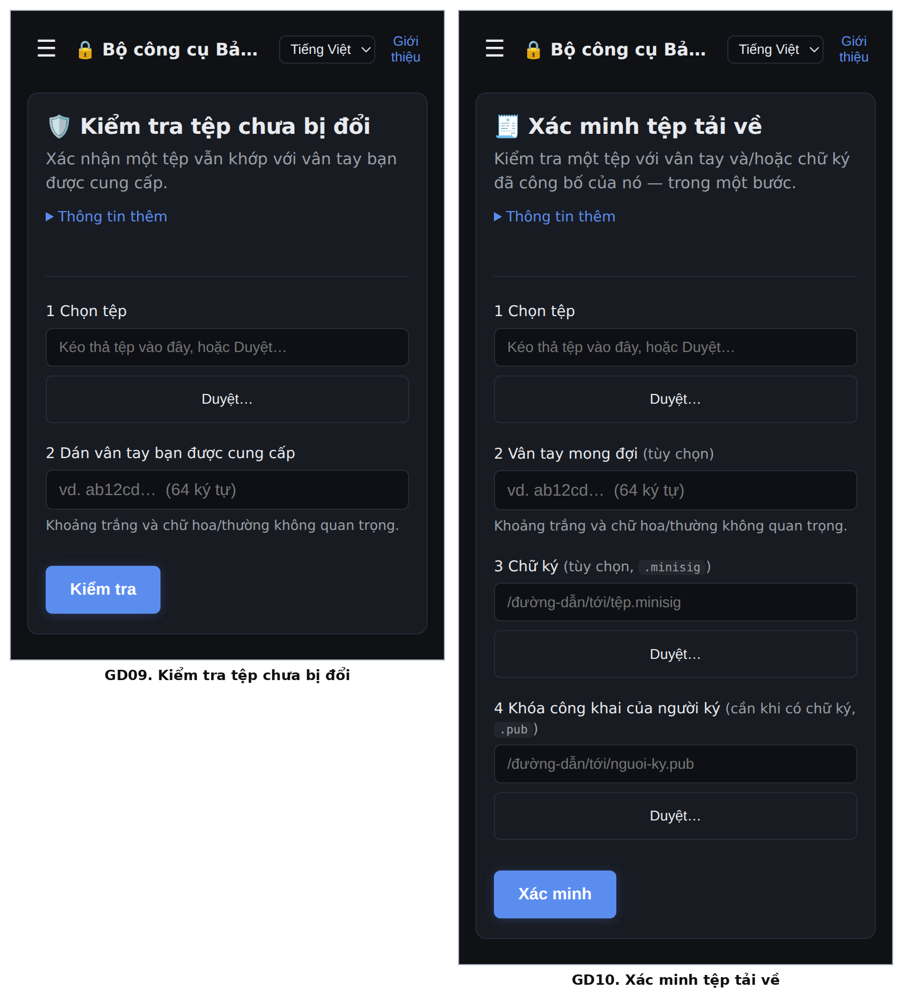 ☰ 🔒 Bộ công cụ Bả… Tiếng Việt Giới thiệu
🛡️ Kiểm tra tệp chưa bị đổi
Xác nhận một tệp vẫn khớp với vân tay bạn
được cung cấp.
▶ Thông tin thêm
1 Chọn tệp
Kéo thả tệp vào đây, hoặc Duyệt…
Duyệt…
2 Dán vân tay bạn được cung cấp
vd. ab12cd… (64 ký tự)
Khoảng trắng và chữ hoa/thường không quan trọng.
Kiểm tra
GD09. Kiểm tra tệp chưa bị đổi
☰ 🔒 Bộ công cụ Bả… Tiếng Việt Giới thiệu
🧾 Xác minh tệp tải về
Kiểm tra một tệp với vân tay và/hoặc chữ ký
đã công bố của nó — trong một bước.
▶ Thông tin thêm
1 Chọn tệp
Kéo thả tệp vào đây, hoặc Duyệt…
Duyệt…
2 Vân tay mong đợi (tùy chọn)
vd. ab12cd… (64 ký tự)
Khoảng trắng và chữ hoa/thường không quan trọng.
3 Chữ ký (tùy chọn, .minisig)
/đường-dẫn/tới/tệp.minisig
Duyệt…
4 Khóa công khai của người ký (cần khi có chữ ký,
.pub)
/đường-dẫn/tới/nguoi-ky.pub
Duyệt…
Xác minh
GD10. Xác minh tệp tải về